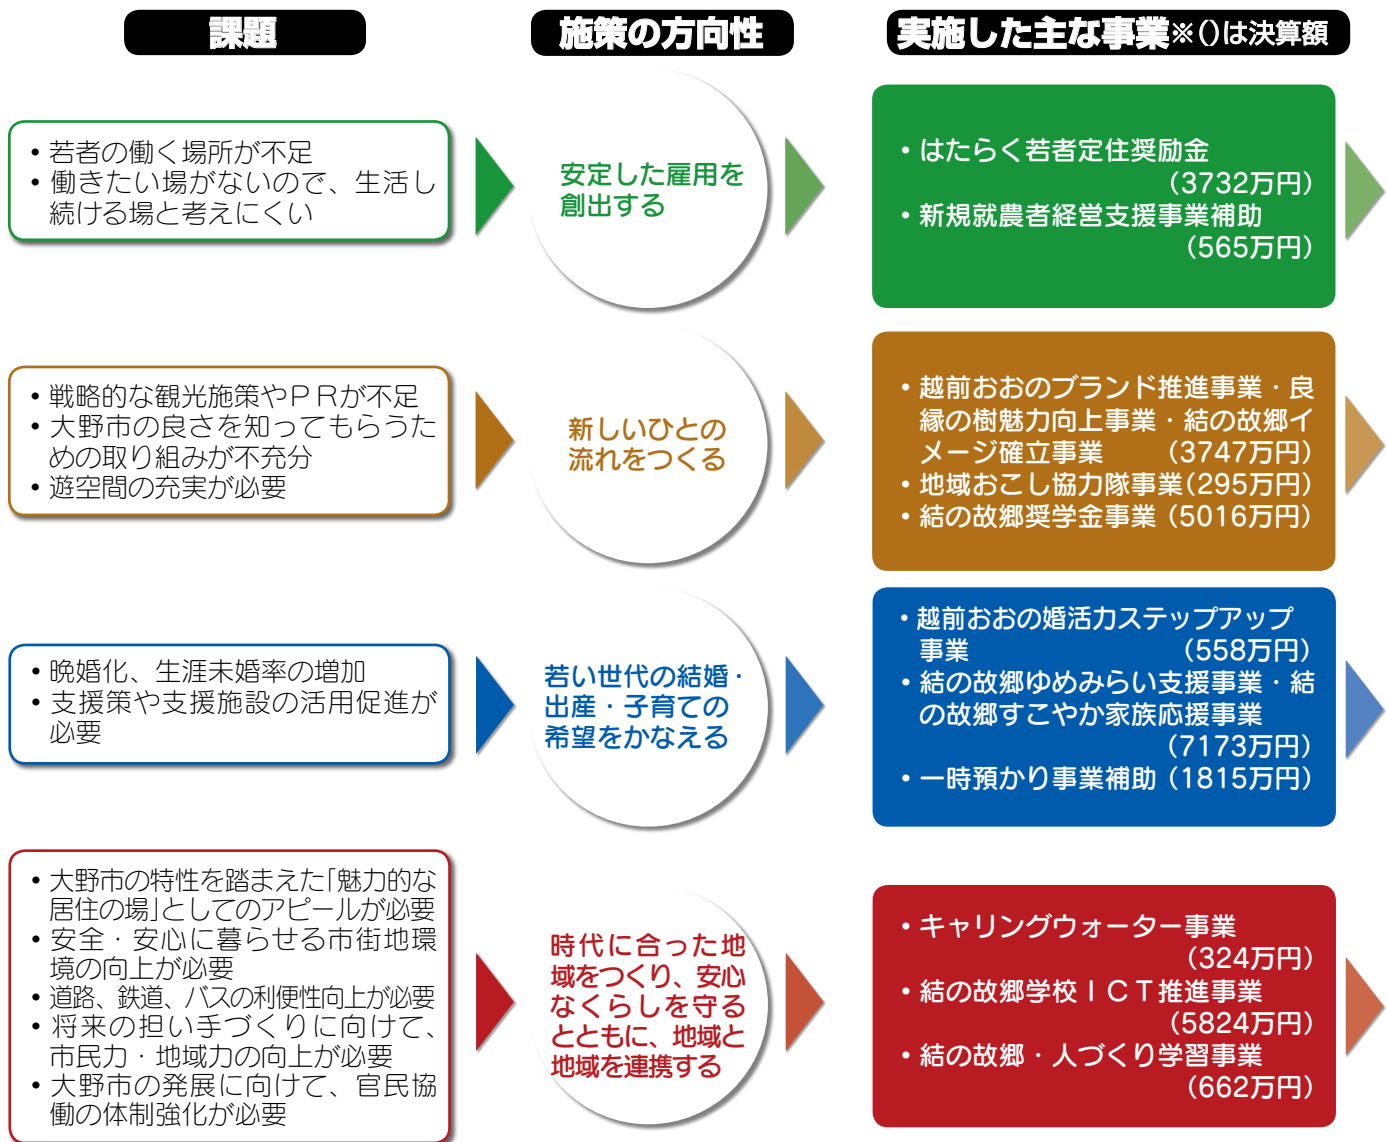 課題
施策の方向性
実施した主な事業※()は決算額
・若者の働く場所が不足
・働きたい場がないので、生活し
続ける場と考えにくい
安定した雇用を
創出する
・はたらく若者定住奨励金
(3732万円)
・新規就農者経営支援事業補助
(565万円)
・戦略的な観光施策やPRが不足
・大野市の良さを知ってもらうた
めの取り組みが不充分
・遊空間の充実が必要
新しいひとの
流れをつくる
・越前おおのブランド推進事業・良
縁の樹魅力向上事業・結の故郷イ
メージ確立事業 (3747万円)
・地域おこし協力隊事業(295万円)
・結の故郷奨学金事業(5016万円)
・晩婚化、生涯未婚率の増加
・支援策や支援施設の活用促進が
必要
若い世代の結婚・
出産・子育ての
希望をかなえる
・越前おおの婚活力ステップアップ
事業 (558万円)
・結の故郷ゆめみらい支援事業・結
の故郷すこやか家族応援事業
(7173万円)
・一時預かり事業補助(1815万円)
・大野市の特性を踏まえた「魅力的な
居住の場」としてのアピールが必要
・安全・安心に暮らせる市街地環
境の向上が必要
・道路、鉄道、バスの利便性向上が必要
・将来の担い手づくりに向けて、
市民力・地域力の向上が必要
・大野市の発展に向けて、官民協
働の体制強化が必要
時代に合った地
域をつくり、安心
なくらしを守る
とともに、地域と
地域を連携する
・キャリングウォーター事業
(324万円)
・結の故郷学校ICT推進事業
(5824万円)
・結の故郷・人づくり学習事業
(662万円)